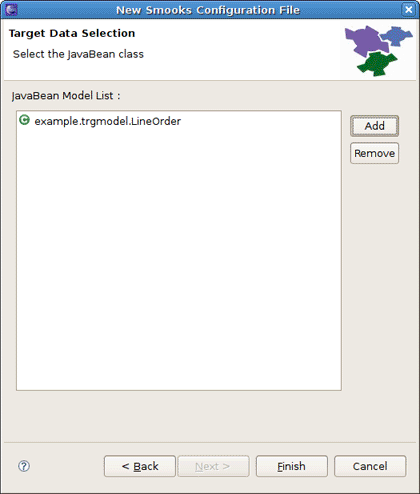 New Smooks Configuration File
Target Data Selection
Select the JavaBean class
JavaBean Model List :
example.trgmodel.LineOrder
Add
Remove
< Back
Next >
Finish
Cancel